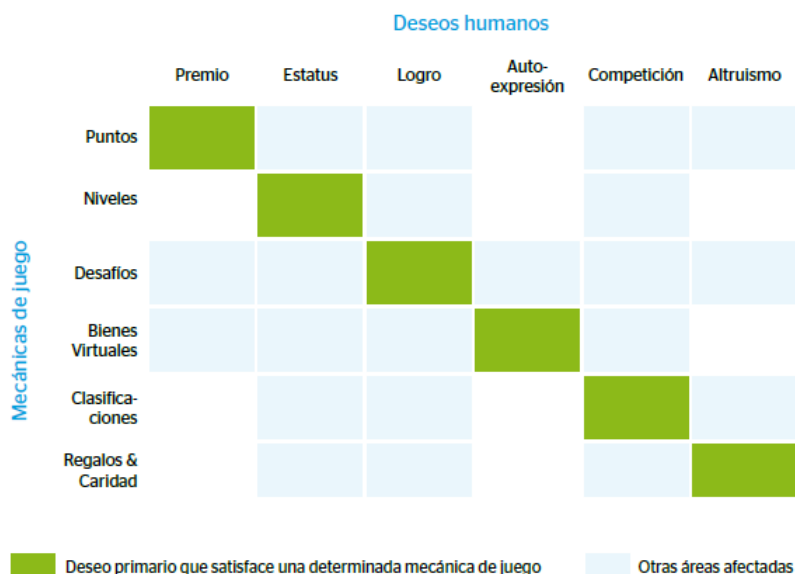 Deseos humanos
Premio
Estatus
Logro
Auto-
expresión
Competición
Altruismo
Mecánicas de juego
Puntos
Niveles
Desafíos
Bienes
Virtuales
Clasifica-
ciones
Regalos &
Caridad
Deseo primario que satisface una determinada mecánica de juego
Otras áreas afectadas